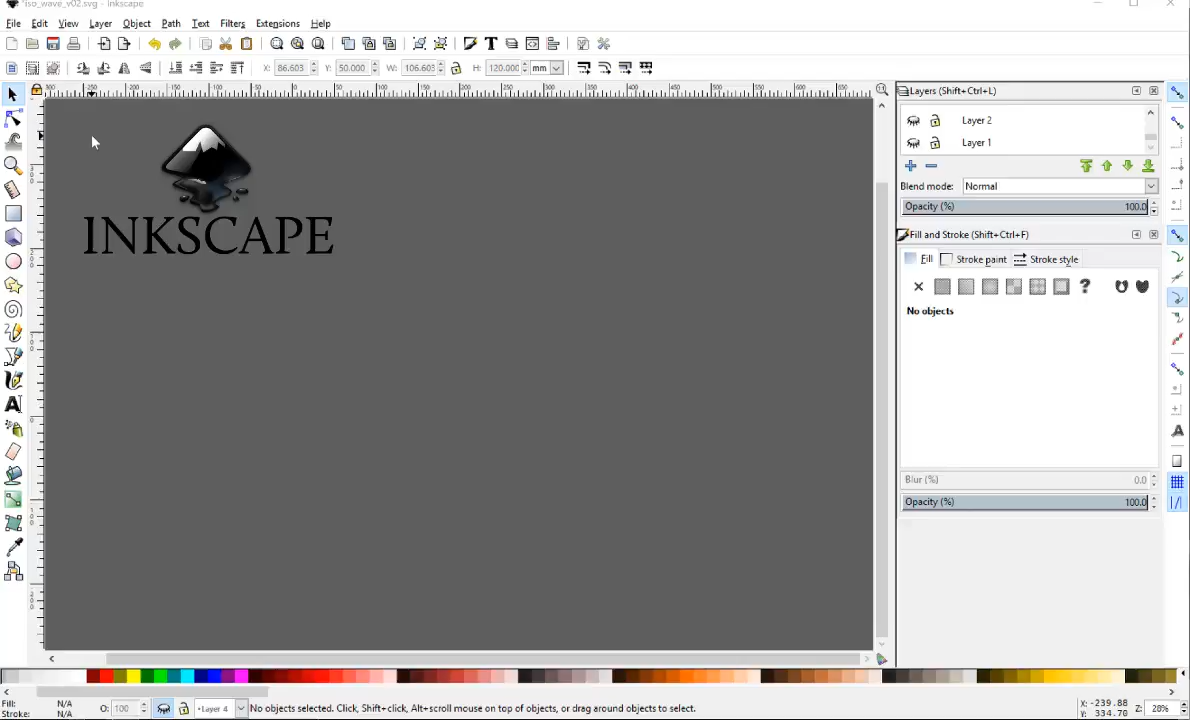 *iso_wave_v02.svg - Inkscape
File Edit View Layer Object Path Text Filters Extensions Help
X: 86.603 Y: 50.000 W: 106.603 H: 120.000 mm
INKSCAPE
Layers (Shift+Ctrl+L)
Layer 2
Layer 1
Blend mode: Normal
Opacity (%) 100.0
Fill and Stroke (Shift+Ctrl+F)
Fill Stroke paint Stroke style
?
No objects
Blur (%) 0.0
Opacity (%) 100.0
Fill: N/A
Stroke: N/A
O: 100
•Layer 4
No objects selected. Click, Shift+click, Alt+scroll mouse on top of objects, or drag around objects to select.
X: -239.88
Y: 334.70
Z: 28%